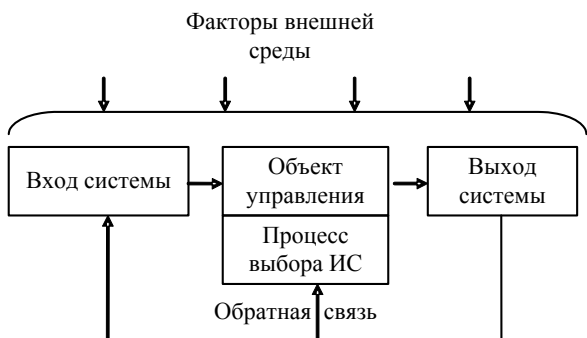 Факторы внешней
среды
Вход системы
Объект
управления
Выход
системы
Процесс
выбора ИС
Обратная связь